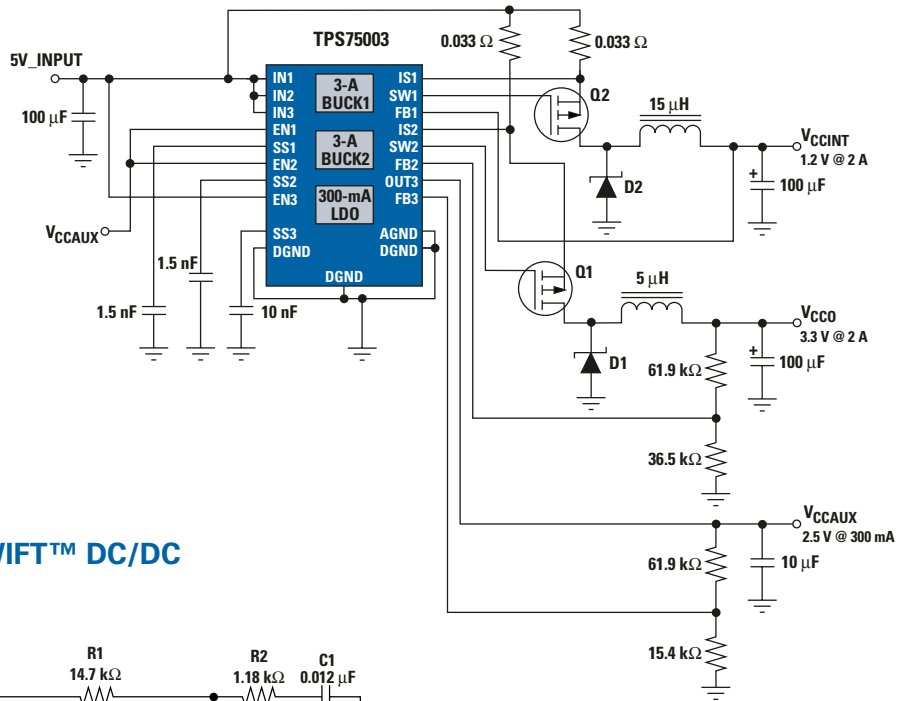 TPS75003
0.033 Ω
0.033 Ω
5V_INPUT
100 μF
IN1
IN2
IN3
EN1
SS1
EN2
SS2
EN3
SS3
DGND
3-A
BUCK1
3-A
BUCK2
300-mA
LDO
DGND
IS1
SW1
FB1
IS2
SW2
FB2
OUT3
FB3
AGND
DGND
Q2
15 μH
VCCINT
1.2 V @ 2 A
+
100 μF
D2
VCCAUX
1.5 nF
1.5 nF
10 nF
Q1
5 μH
VCCO
3.3 V @ 2 A
+
100 μF
D1
61.9 kΩ
36.5 kΩ
VCCAUX
2.5 V @ 300 mA
61.9 kΩ
10 μF
15.4 kΩ
WIFT™ DC/DC
R1
14.7 kΩ
R2
1.18 kΩ
C1
0.012 μF